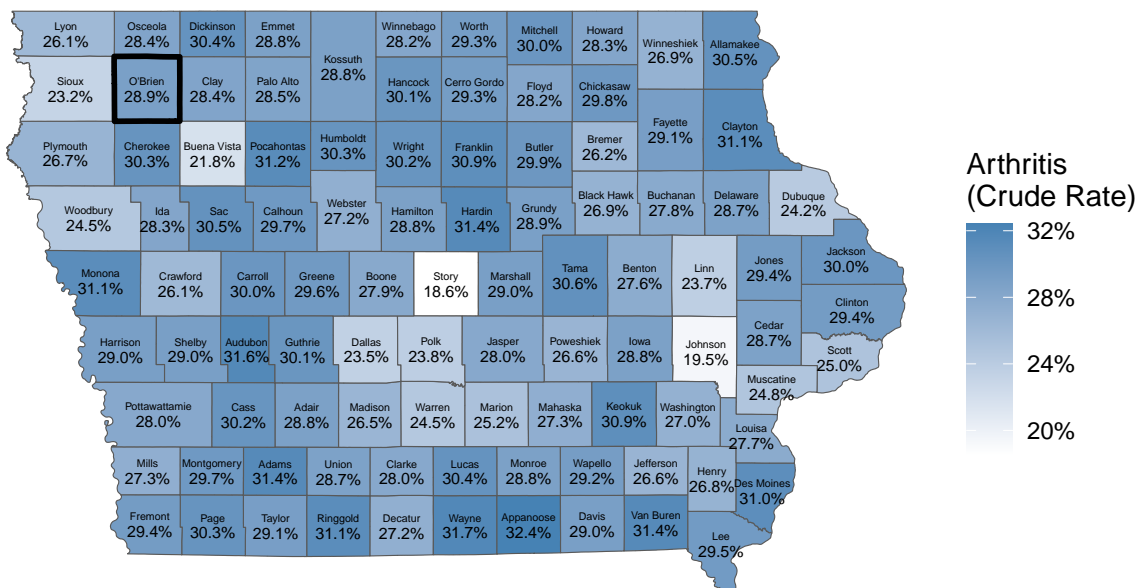 Lyon
26.1%
Osceola
28.4%
Dickinson
30.4%
Emmet
28.8%
Winnebago
28.2%
Worth
29.3%
Mitchell
30.0%
Howard
28.3%
Winneshiek
26.9%
Allamakee
30.5%
Kossuth
28.8%
Sioux
23.2%
O'Brien
28.9%
Clay
28.4%
Palo Alto
28.5%
Hancock
30.1%
Cerro Gordo
29.3%
Floyd
28.2%
Chickasaw
29.8%
Fayette
29.1%
Clayton
31.1%
Plymouth
26.7%
Cherokee
30.3%
Buena Vista
21.8%
Pocahontas
31.2%
Humboldt
30.3%
Wright
30.2%
Franklin
30.9%
Butler
29.9%
Bremer
26.2%
Woodbury
24.5%
Ida
28.3%
Sac
30.5%
Calhoun
29.7%
Webster
27.2%
Hamilton
28.8%
Hardin
31.4%
Grundy
28.9%
Black Hawk
26.9%
Buchanan
27.8%
Delaware
28.7%
Dubuque
24.2%
Monona
31.1%
Crawford
26.1%
Carroll
30.0%
Greene
29.6%
Boone
27.9%
Story
18.6%
Marshall
29.0%
Tama
30.6%
Benton
27.6%
Linn
23.7%
Jones
29.4%
Jackson
30.0%
Clinton
29.4%
Harrison
29.0%
Shelby
29.0%
Audubon
31.6%
Guthrie
30.1%
Dallas
23.5%
Polk
23.8%
Jasper
28.0%
Poweshiek
26.6%
Iowa
28.8%
Johnson
19.5%
Cedar
28.7%
Scott
25.0%
Muscatine
24.8%
Pottawattamie
28.0%
Cass
30.2%
Adair
28.8%
Madison
26.5%
Warren
24.5%
Marion
25.2%
Mahaska
27.3%
Keokuk
30.9%
Washington
27.0%
Louisa
27.7%
Mills
27.3%
Montgomery
29.7%
Adams
31.4%
Union
28.7%
Clarke
28.0%
Lucas
30.4%
Monroe
28.8%
Wapello
29.2%
Jefferson
26.6%
Henry
26.8%
Des Moines
31.0%
Fremont
29.4%
Page
30.3%
Taylor
29.1%
Ringgold
31.1%
Decatur
27.2%
Wayne
31.7%
Appanoose
32.4%
Davis
29.0%
Van Buren
31.4%
Lee
29.5%
Arthritis
(Crude Rate)
32%
28%
24%
20%